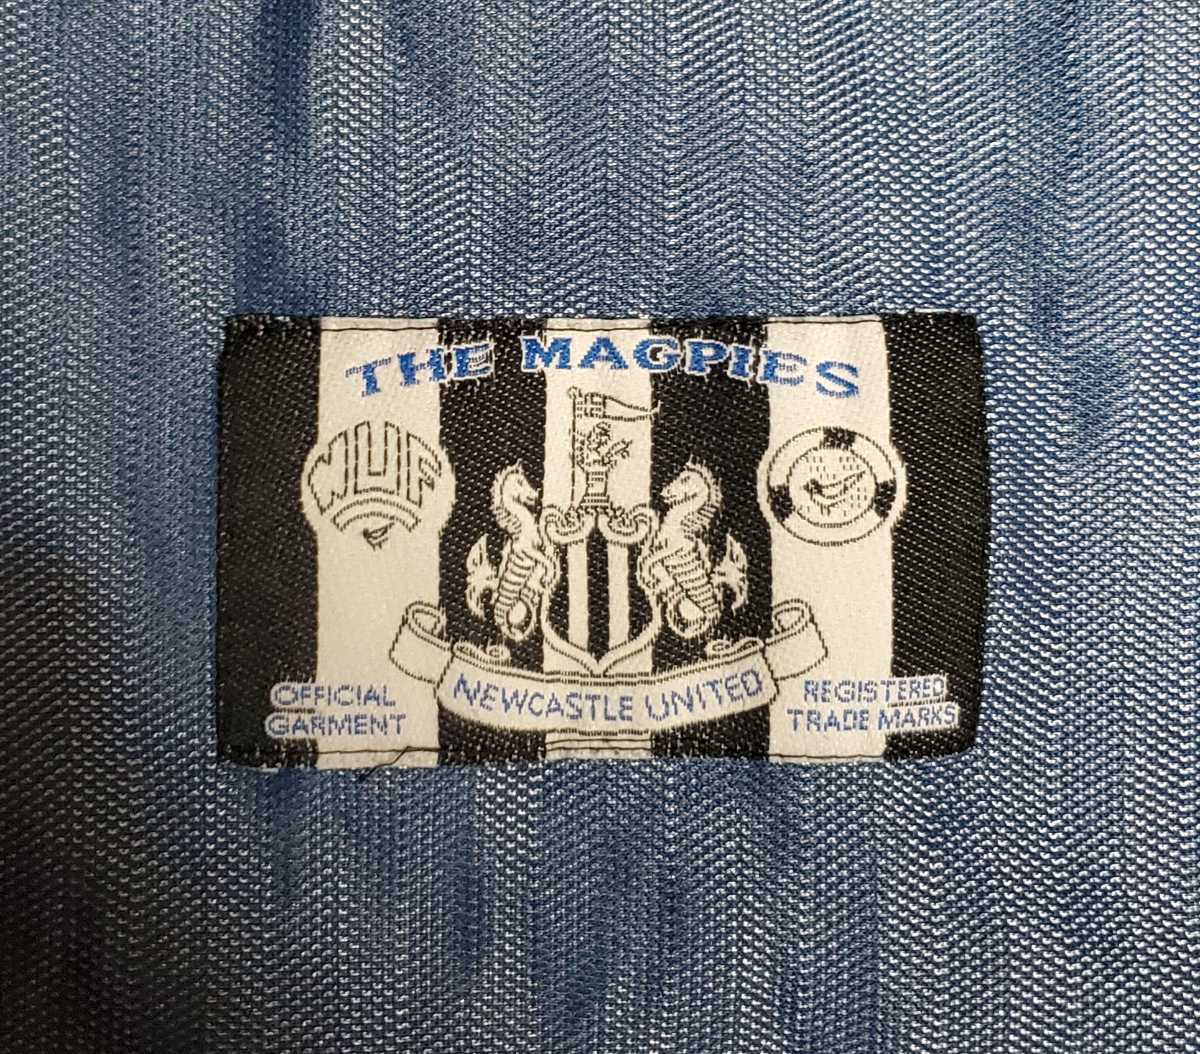 THE MAGPIES
NUF
NEWCASTLE UNITED
OFFICIAL
GARMENT
REGISTERED
TRADE MARKS